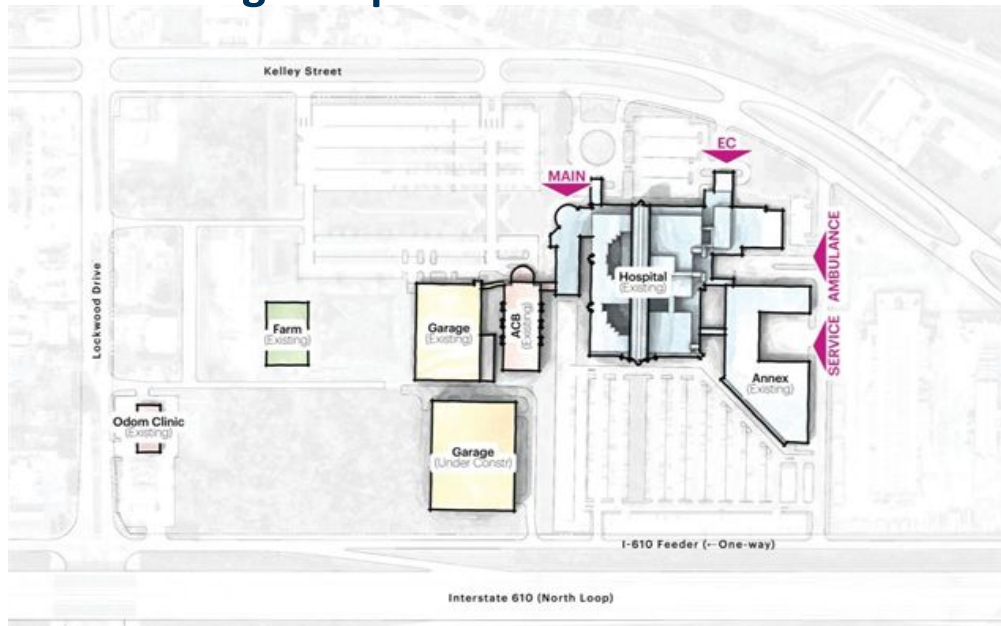 Kelley Street
EC
MAIN
AMBULANCE
Hospital
(Existing)
Lockwood Drive
Farm
(Existing)
Garage
(Existing)
ACB
(Existing)
SERVICE
Annex
(Existing)
Odom Clinic
(Existing)
Garage
(Under Constr)
I-610 Feeder (←One-way)
Interstate 610 (North Loop)